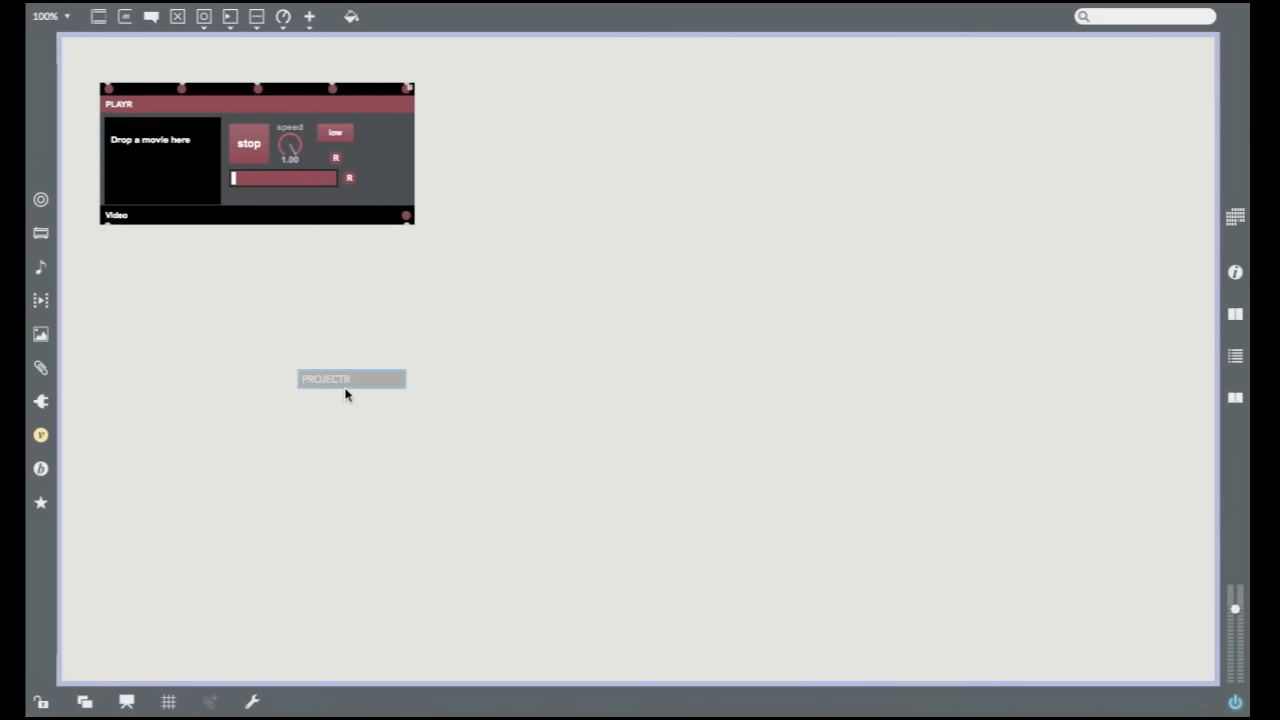 100%
PLAYR
Drop a movie here
stop
speed
1.00
low
R
R
Video
PROJECTR